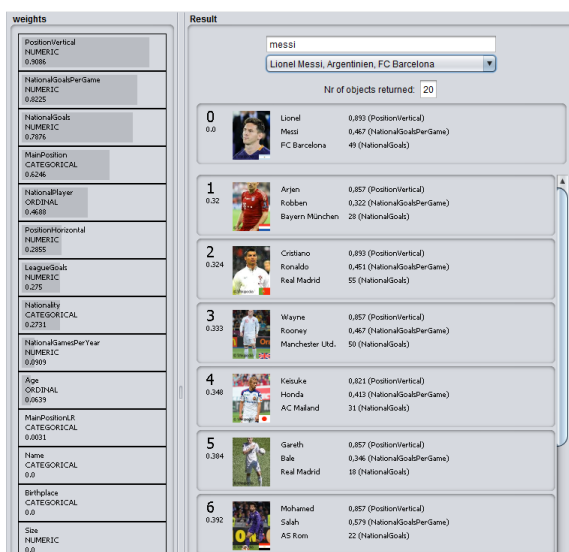 weights
PositionVertical
NUMERIC
0.9086
NationalGoalsPerGame
NUMERIC
0.8225
NationalGoals
NUMERIC
0.7876
MainPosition
CATEGORICAL
0.6246
NationalPlayer
ORDINAL
0.4688
PositionHorizontal
NUMERIC
0.2855
LeagueGoals
NUMERIC
0.275
Nationality
CATEGORICAL
0.2731
NationalGamesPerYear
NUMERIC
0.0909
Age
ORDINAL
0.0639
MainPositionLR
CATEGORICAL
0.0031
Name
CATEGORICAL
0.0
Birthplace
CATEGORICAL
0.0
Size
NUMERIC
0.0
Result
messi
Lionel Messi, Argentinien, FC Barcelona
Nr of objects returned: 20
0 Lionel 0,893 (PositionVertical)
0.0 Messi 0,467 (NationalGoalsPerGame)
FC Barcelona 49 (NationalGoals)
1 Arjen 0,857 (PositionVertical)
0.32 Robben 0,322 (NationalGoalsPerGame)
Bayern München 28 (NationalGoals)
2 Cristiano 0,893 (PositionVertical)
0.324 Ronaldo 0,451 (NationalGoalsPerGame)
Real Madrid 55 (NationalGoals)
3 Wayne 0,857 (PositionVertical)
0.333 Rooney 0,467 (NationalGoalsPerGame)
Manchester Utd. 50 (NationalGoals)
4 Keisuke 0,821 (PositionVertical)
0.348 Honda 0,413 (NationalGoalsPerGame)
AC Mailand 31 (NationalGoals)
5 Gareth 0,857 (PositionVertical)
0.384 Bale 0,346 (NationalGoalsPerGame)
Real Madrid 18 (NationalGoals)
6 Mohamed 0,857 (PositionVertical)
0.392 Salah 0,579 (NationalGoalsPerGame)
AS Rom 22 (NationalGoals)